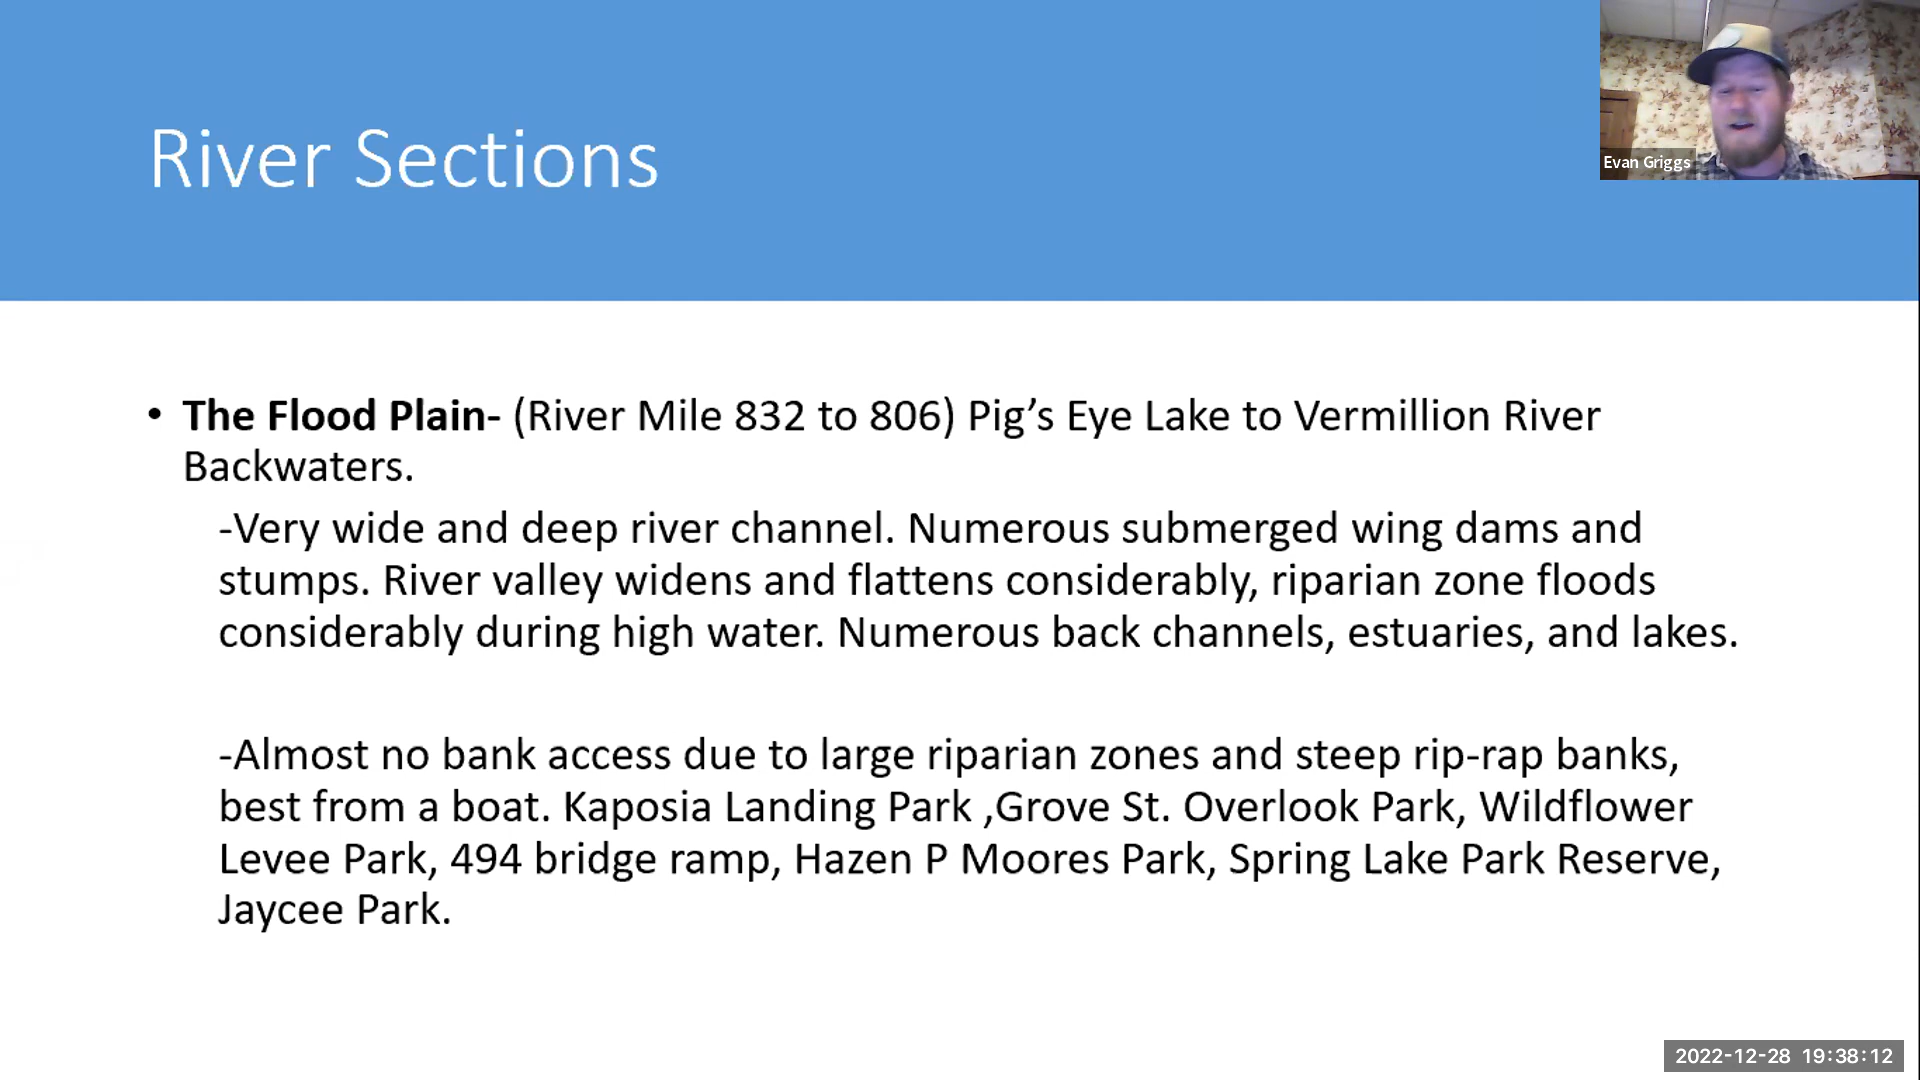 River Sections
Evan Griggs
• The Flood Plain- (River Mile 832 to 806) Pig’s Eye Lake to Vermillion River
Backwaters.
-Very wide and deep river channel. Numerous submerged wing dams and
stumps. River valley widens and flattens considerably, riparian zone floods
considerably during high water. Numerous back channels, estuaries, and lakes.
-Almost no bank access due to large riparian zones and steep rip-rap banks,
best from a boat. Kaposia Landing Park ,Grove St. Overlook Park, Wildflower
Levee Park, 494 bridge ramp, Hazen P Moores Park, Spring Lake Park Reserve,
Jaycee Park.
2022-12-28 19:38:12